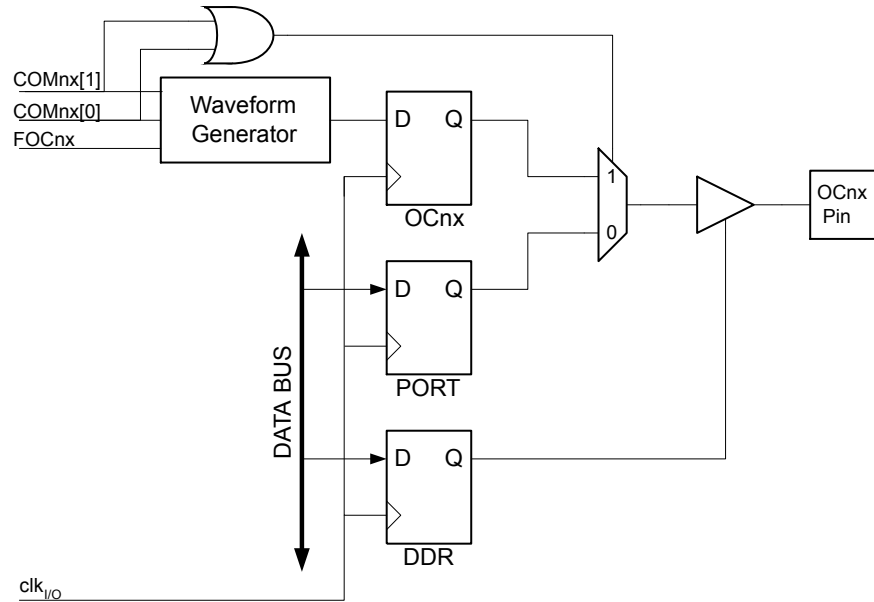 COMnx[1]
COMnx[0]
FOCnx
Waveform
Generator
D Q
OCnx
1
0
OCnx
Pin
D Q
PORT
DATA BUS
D Q
DDR
clkI/O